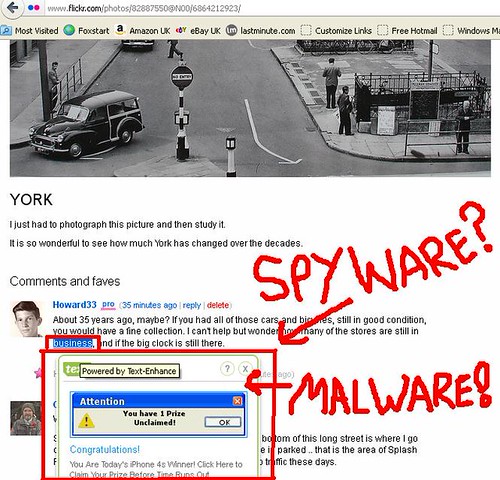 www.flickr.com/photos/82887550@N00/6864212923/
Most Visited Foxstart Amazon UK eBay UK lastminute.com Customize Links Free Hotmail Windows Ma
NO ENTRY
YORK
I just had to photograph this picture and then study it.
It is so wonderful to see how much York has changed over the decades.
SPYWARE?
Comments and faves
Howard33 pro (35 minutes ago | reply | delete)
About 35 years ago, maybe? If you had all of those cars and bicycles, still in good condition,
you would have a fine collection. I can't help but wonder how many of the stores are still in
business, and if the big clock is still there.
te
Powered by Text-Enhance
? X
ago)
MALWARE?
Attention
You have 1 Prize
Unclaimed!
OK
Congratulations!
You Are Today's iPhone 4s Winner! Click Here to
Claim Your Prize Before Time Runs Out
S
bottom of this long street is where I go
e in parked .. that is the area of Splash
F
traffic these days.